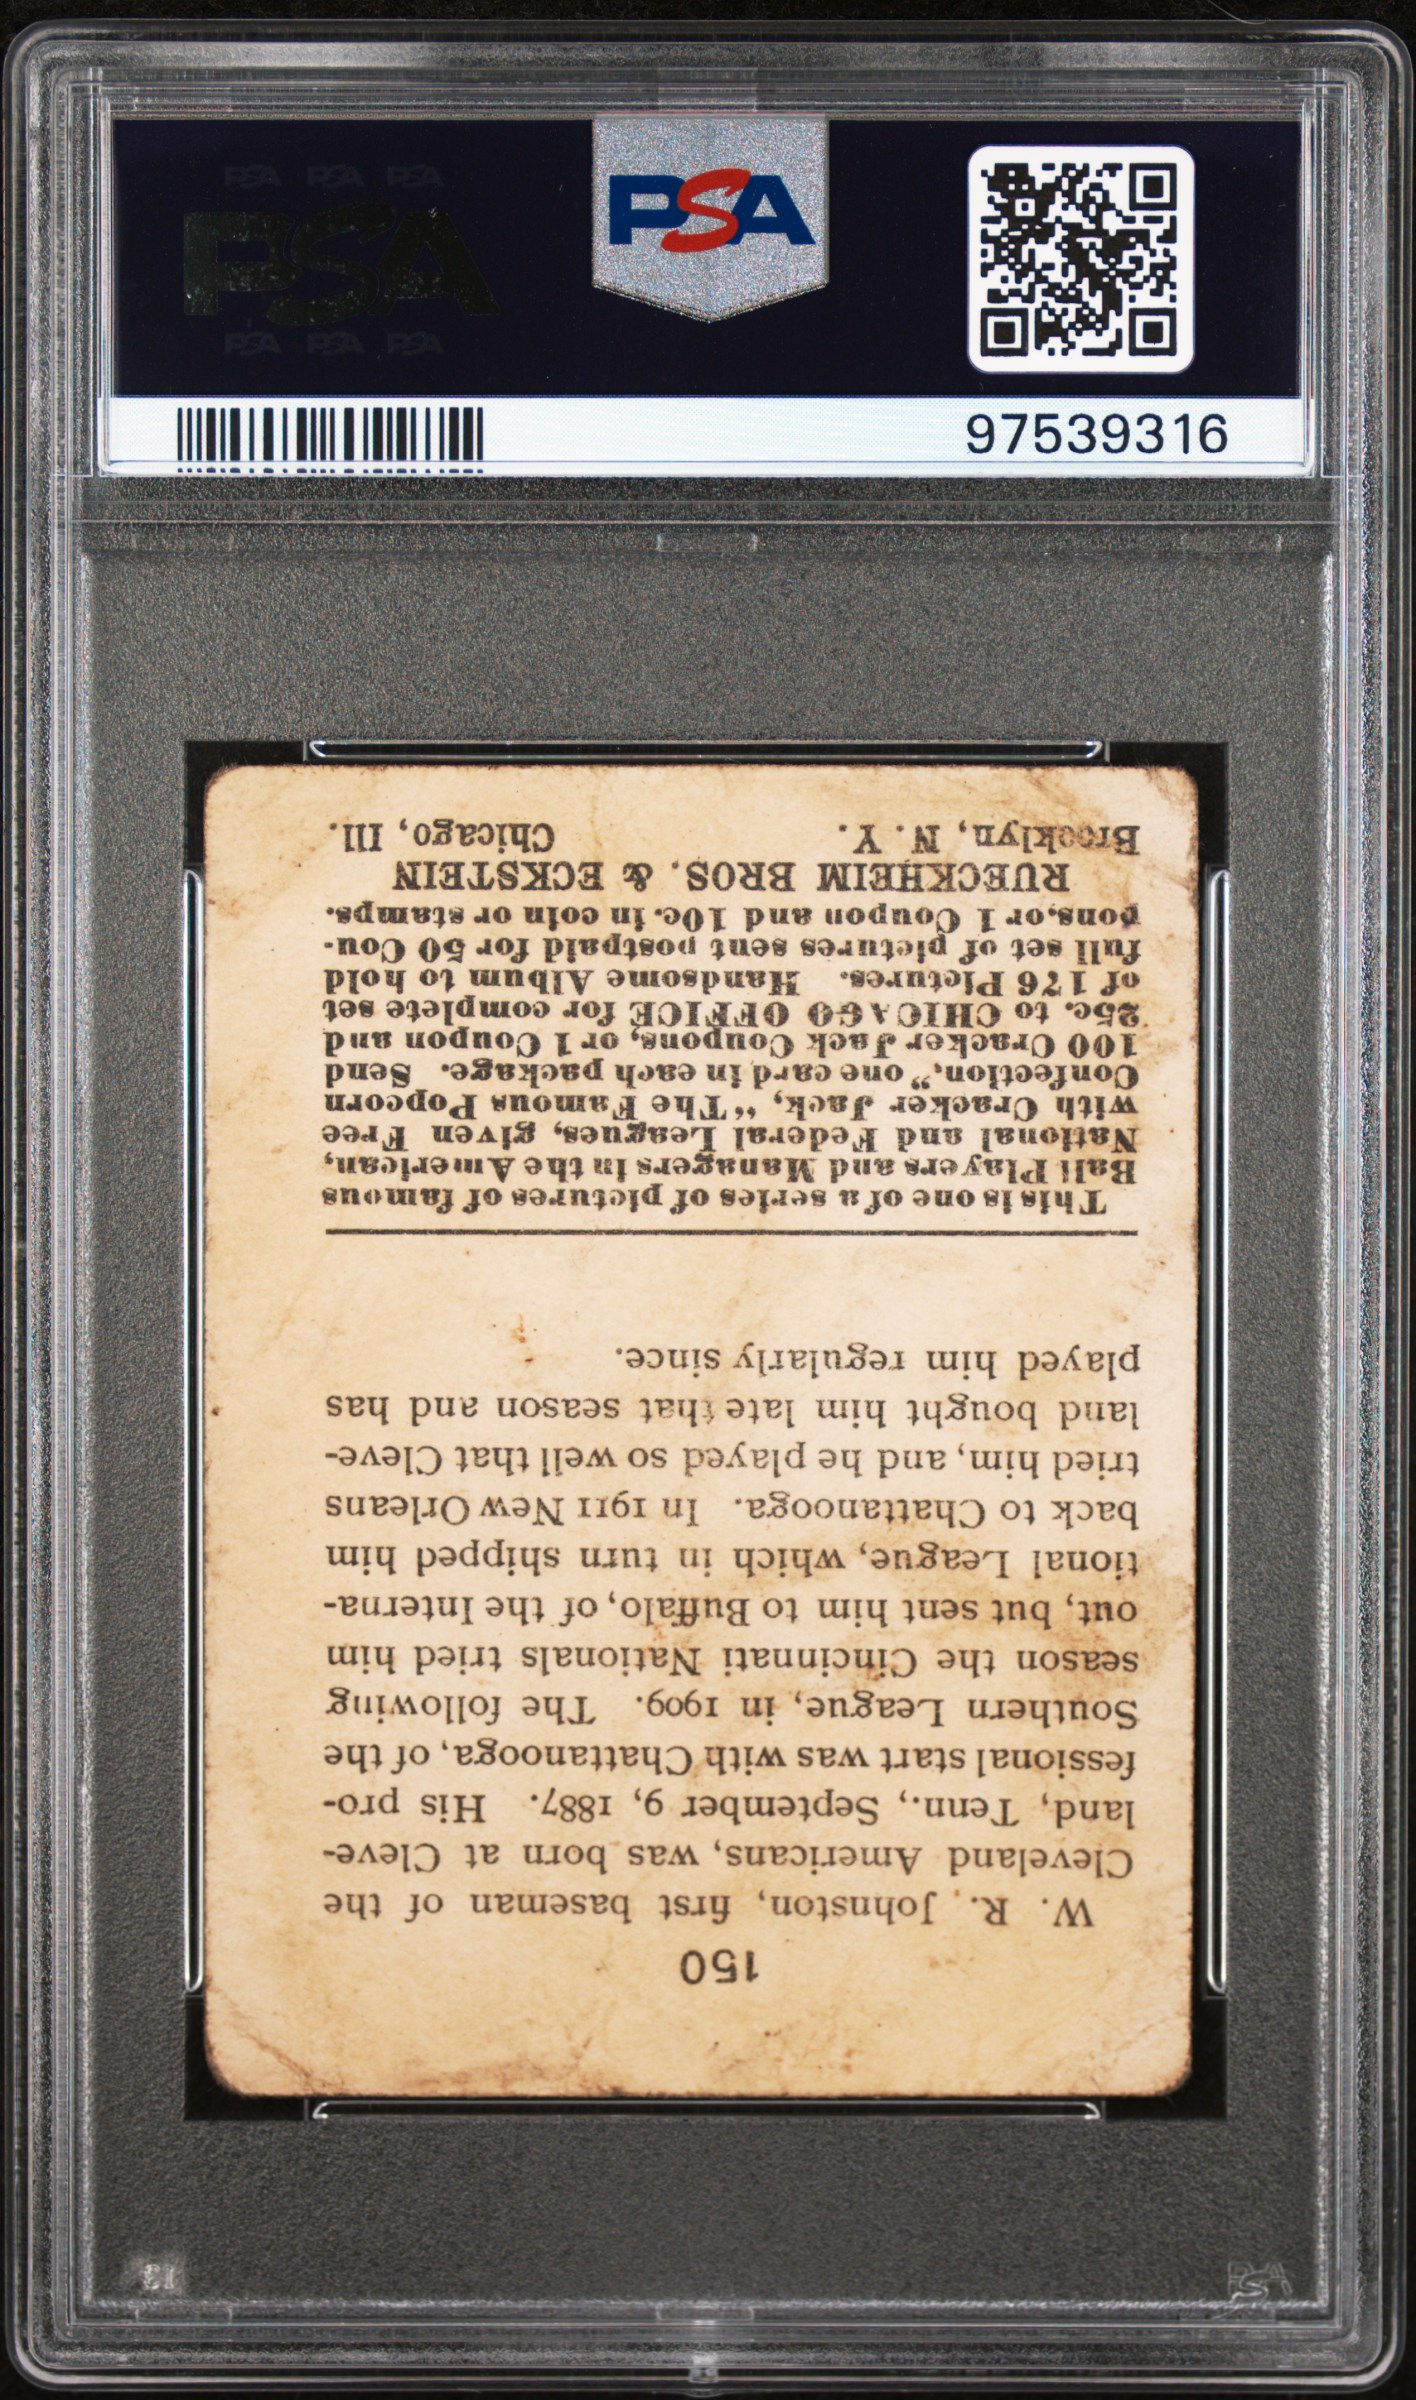 PSA PSA PSA
PSA
PSA PSA PSA
PSA
97539316
150
W. R. Johnston, first baseman of the
Cleveland Americans, was born at Cleve-
land, Tenn., September 9, 1887. His pro-
fessional start was with Chattanooga, of the
Southern League, in 1909. The following
season the Cincinnati Nationals tried him
out, but sent him to Buffalo, of the Interna-
tional League, which in turn shipped him
back to Chattanooga. In 1911 New Orleans
tried him, and he played so well that Cleve-
land bought him late that season and has
played him regularly since.
This is one of a series of pictures of famous
Ball Players and Managers in the American,
National and Federal Leagues, given Free
with Cracker Jack, "The Famous Popcorn
Confection," one card in each package. Send
100 Cracker Jack Coupons, or 1 Coupon and
25c. to CHICAGO OFFICE for complete set
of 176 Pictures. Handsome Album to hold
full set of pictures sent postpaid for 50 Cou-
pons, or 1 Coupon and 10c. in coin or stamps.
RUECKHEIM BROS. & ECKSTEIN
Brooklyn, N. Y. Chicago, Ill.
PSA